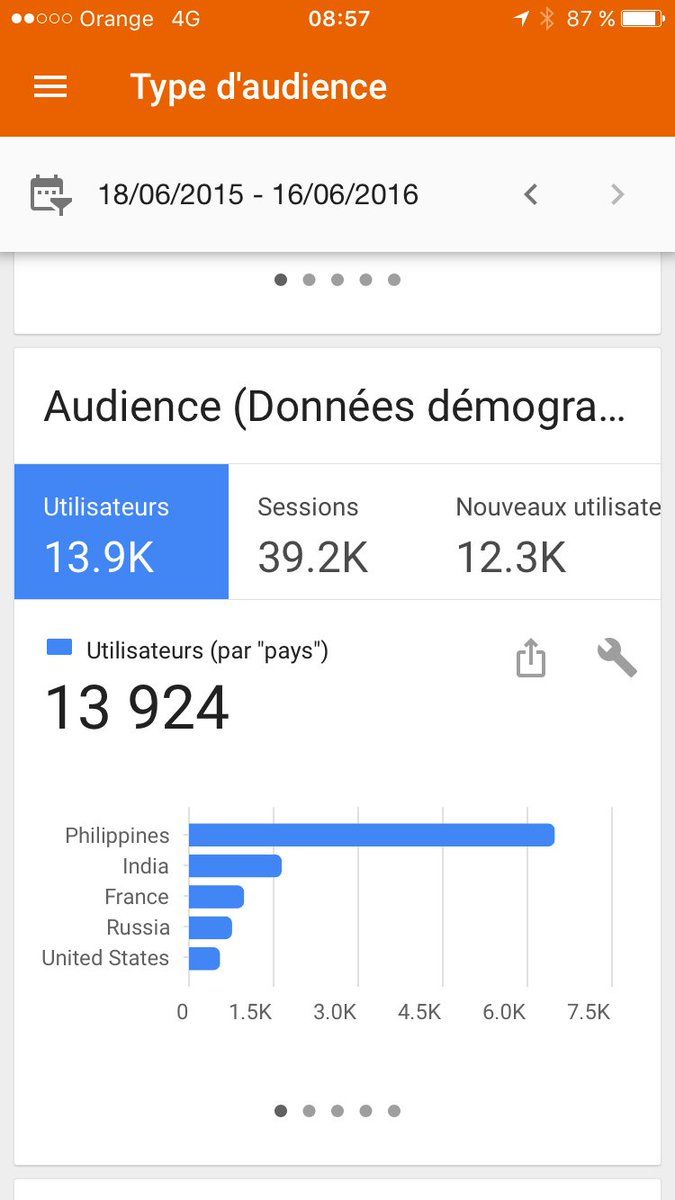 Orange 4G 08:57 87 %
Type d'audience
18/06/2015 - 16/06/2016
Audience (Données démogra...
Utilisateurs Sessions Nouveaux utilisate
13.9K 39.2K 12.3K
Utilisateurs (par "pays")
13 924
Philippines
India
France
Russia
United States
0 1.5K 3.0K 4.5K 6.0K 7.5K